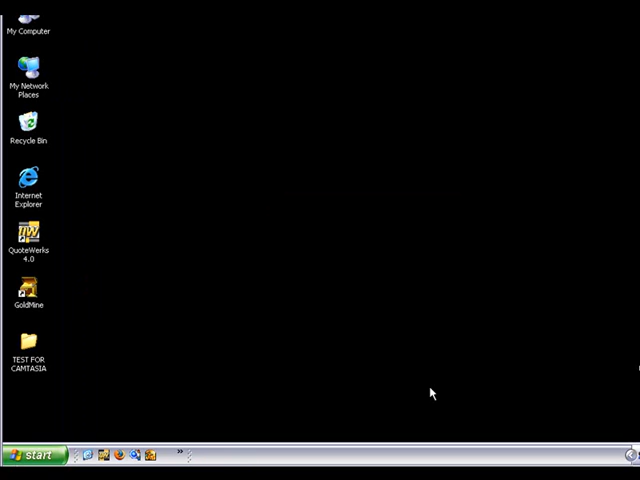 My Computer
My Network
Places
Recycle Bin
Internet
Explorer
QuoteWerks
4.0
GoldMine
TEST FOR
CAMTASIA
start